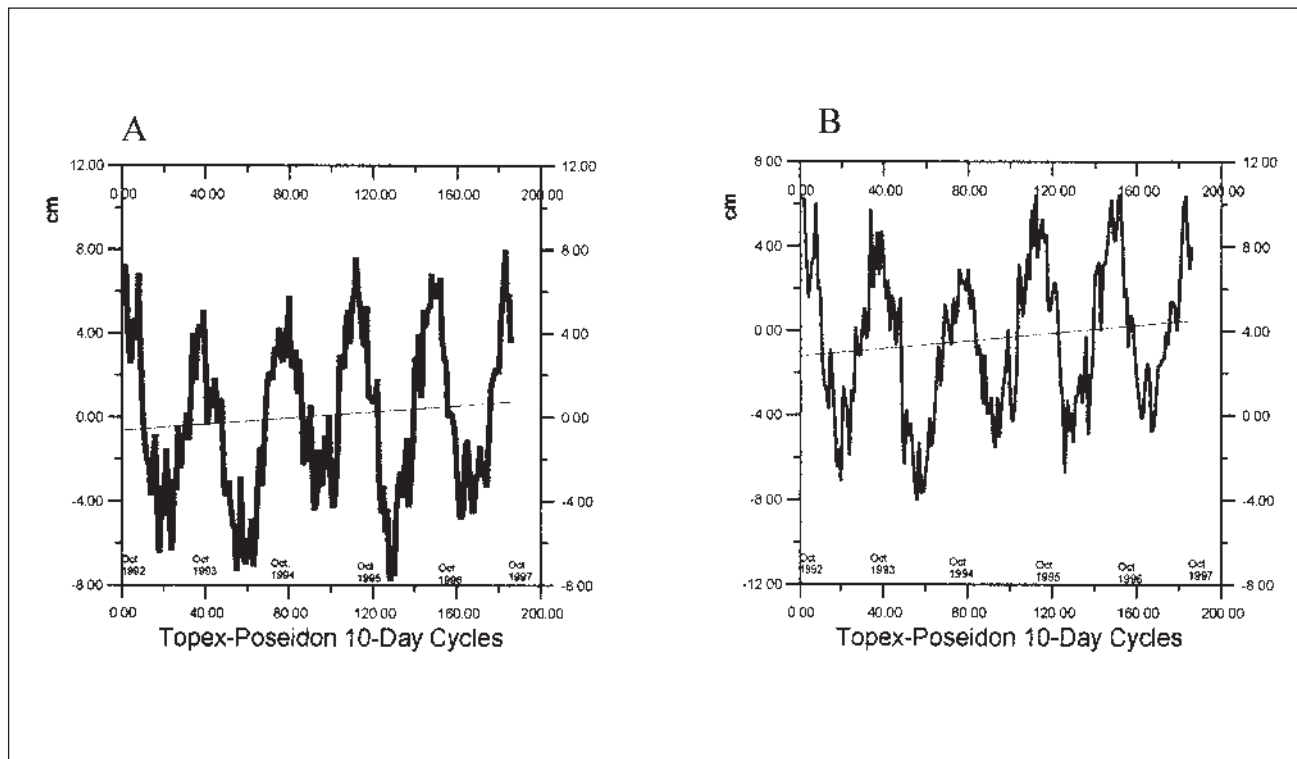 A
12.00 12.00
0.00 40.00 80.00 120.00 160.00 200.00
cm
8.00 8.00
4.00 4.00
0.00 0.00
-4.00 -4.00
Oct Oct Oct Oct Oct Oct
1992 1993 1994 1995 1996 1997
-8.00 -8.00
0.00 40.00 80.00 120.00 160.00 200.00
Topex-Poseidon 10-Day Cycles
B
8.00 12.00
0.00 40.00 80.00 120.00 160.00 200.00
cm
4.00 8.00
0.00 4.00
-4.00 0.00
-8.00 -4.00
Oct Oct Oct Oct Oct Oct
1992 1993 1994 1995 1996 1997
-12.00 -8.00
0.00 40.00 80.00 120.00 160.00 200.00
Topex-Poseidon 10-Day Cycles